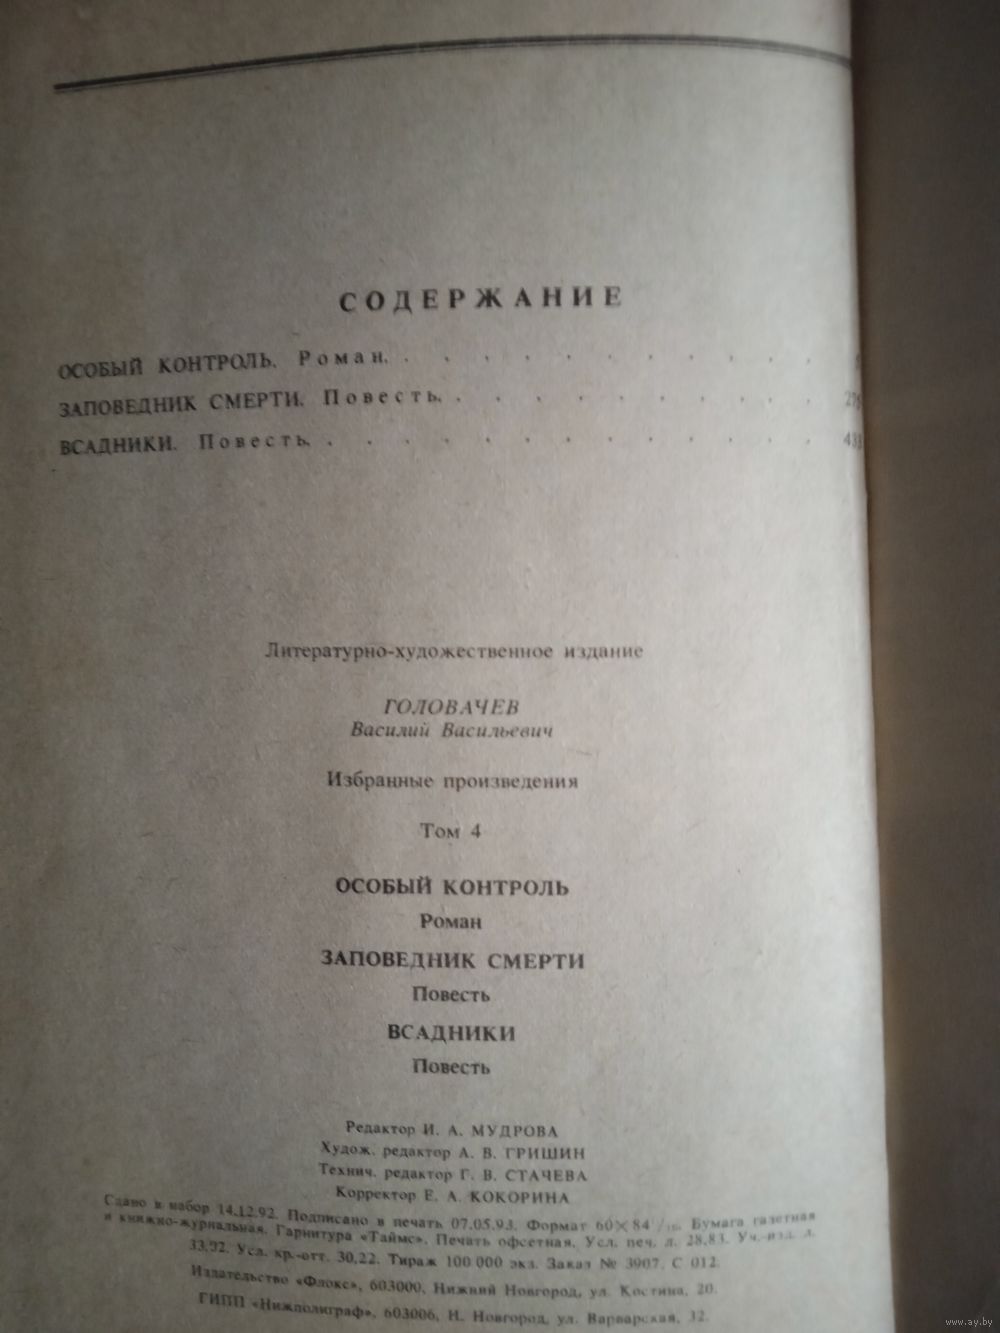 СОДЕРЖАНИЕ
ОСОБЫЙ КОНТРОЛЬ. Роман. . . . . . . . . . . .
ЗАПОВЕДНИК СМЕРТИ. Повесть. . . . . . . . . . .
ВСАДНИКИ. Повесть. . . . . . . . . . . . . .
Литературно-художественное издание
ГОЛОВАЧЕВ
Василий Васильевич
Избранные произведения
Том 4
ОСОБЫЙ КОНТРОЛЬ
Роман
ЗАПОВЕДНИК СМЕРТИ
Повесть
ВСАДНИКИ
Повесть
Редактор И. А. МУДРОВА
Худож. редактор А. В. ГРИШИН
Технич. редактор Г. В. СТАЧЕВА
Корректор Е. А. КОКОРИНА
Сдано в набор 14.12.92. Подписано в печать 07.05.93. Формат 60×84/16. Бумага газетная
и книжно-журнальная. Гарнитура «Таймс». Печать офсетная. Усл. печ. л. 28,83. Уч.-изд. л.
33,92. Усл. кр.-отт. 30,22. Тираж 100 000 экз. Заказ № 3907. С 012.
Издательство «Флокс», 603000, Нижний Новгород, ул. Костина, 20.
ГИПП «Нижполиграф», 603006, Н. Новгород, ул. Варварская, 32.
www.ay.by